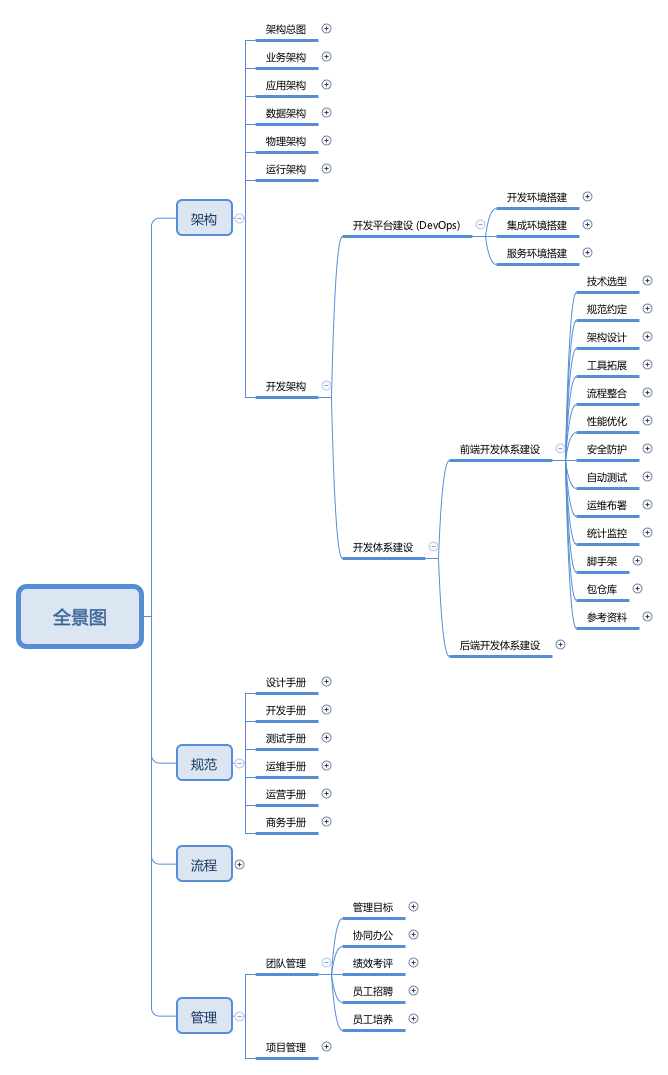 全景图
架构
架构总图
业务架构
应用架构
数据架构
物理架构
运行架构
开发架构
开发平台建设 (DevOps)
开发环境搭建
集成环境搭建
服务环境搭建
开发体系建设
前端开发体系建设
技术选型
规范约定
架构设计
工具拓展
流程整合
性能优化
安全防护
自动测试
运维布署
统计监控
脚手架
包仓库
参考资料
后端开发体系建设
规范
设计手册
开发手册
测试手册
运维手册
运营手册
商务手册
流程
管理
团队管理
管理目标
协同办公
绩效考评
员工招聘
员工培养
项目管理